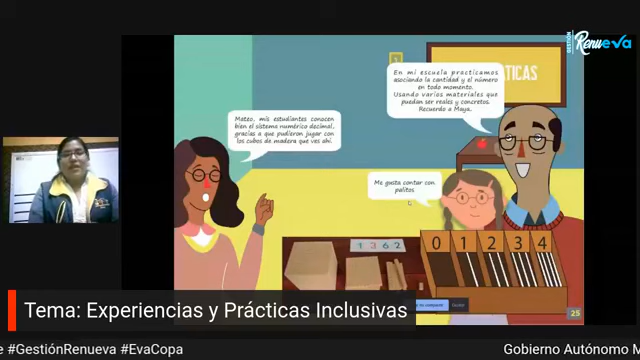 GESTIÓN
Renueva
ÁTICAS
En mi escuela practicamos
asociando la cantidad y el número
en todo momento.
Usando varios materiales que
puedan ser reales y concretos.
Recuerdo a Maya.
Mateo, mis estudiantes conocen
bien el sistema numérico decimal,
gracias a que pudieron jugar con
los cubos de madera que ves ahí.
Me gusta contar con
palitos
1 3 6 2
0 1 2 3 4
25
Tema: Experiencias y Prácticas Inclusivas
e #GestiónRenueva #EvaCopa
Gobierno Autónomo M